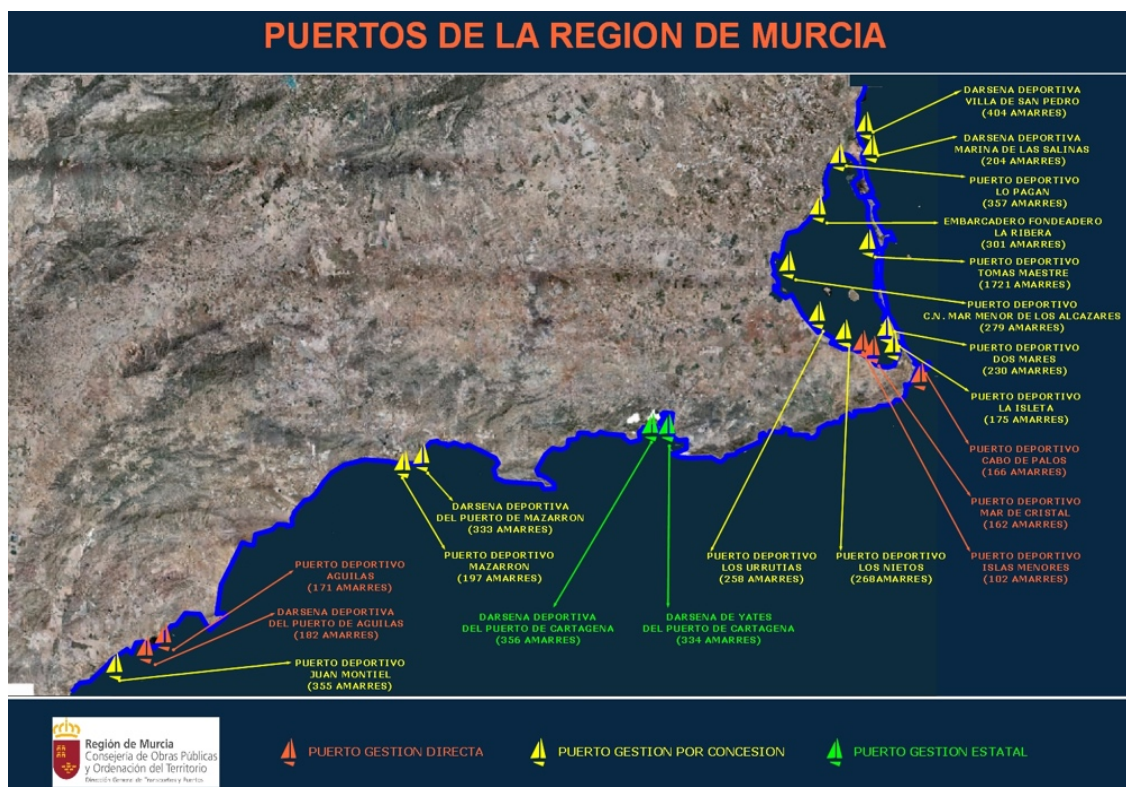 PUERTOS DE LA REGION DE MURCIA
DARSENA DEPORTIVA
VILLA DE SAN PEDRO
(404 AMARRES)
DARSENA DEPORTIVA
MARINA DE LAS SALINAS
(204 AMARRES)
PUERTO DEPORTIVO
LO PAGAN
(357 AMARRES)
EMBARCADERO FONDEADERO
LA RIBERA
(301 AMARRES)
PUERTO DEPORTIVO
TOMAS MAESTRE
(1721 AMARRES)
PUERTO DEPORTIVO
C.N. MAR MENOR DE LOS ALCAZARES
(279 AMARRES)
PUERTO DEPORTIVO
DOS MARES
(230 AMARRES)
PUERTO DEPORTIVO
LA ISLETA
(175 AMARRES)
PUERTO DEPORTIVO
CABO DE PALOS
(166 AMARRES)
PUERTO DEPORTIVO
MAR DE CRISTAL
(162 AMARRES)
PUERTO DEPORTIVO
ISLAS MENORES
(102 AMARRES)
PUERTO DEPORTIVO
LOS NIETOS
(268AMARRES)
PUERTO DEPORTIVO
LOS URRUTIAS
(258 AMARRES)
DARSENA DEPORTIVA
DEL PUERTO DE MAZARRON
(333 AMARRES)
PUERTO DEPORTIVO
MAZARRON
(197 AMARRES)
DARSENA DEPORTIVA
DEL PUERTO DE CARTAGENA
(356 AMARRES)
DARSENA DE YATES
DEL PUERTO DE CARTAGENA
(334 AMARRES)
PUERTO DEPORTIVO
AGUILAS
(171 AMARRES)
DARSENA DEPORTIVA
DEL PUERTO DE AGUILAS
(182 AMARRES)
PUERTO DEPORTIVO
JUAN MONTIEL
(355 AMARRES)
Región de Murcia
Consejería de Obras Públicas
y Ordenación del Territorio
Dirección General de Transportes y Puertos
PUERTO GESTION DIRECTA
PUERTO GESTION POR CONCESION
PUERTO GESTION ESTATAL